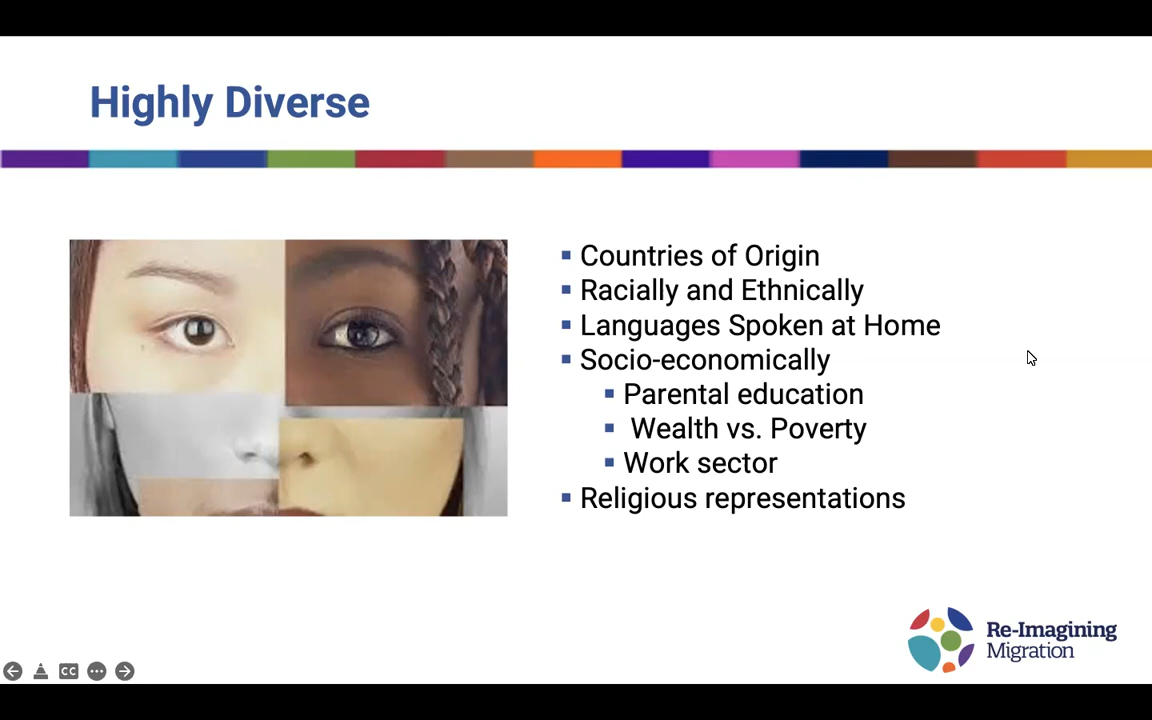 Highly Diverse
Countries of Origin
Racially and Ethnically
Languages Spoken at Home
Socio-economically
Parental education
Wealth vs. Poverty
Work sector
Religious representations
Re-Imagining
Migration
CC